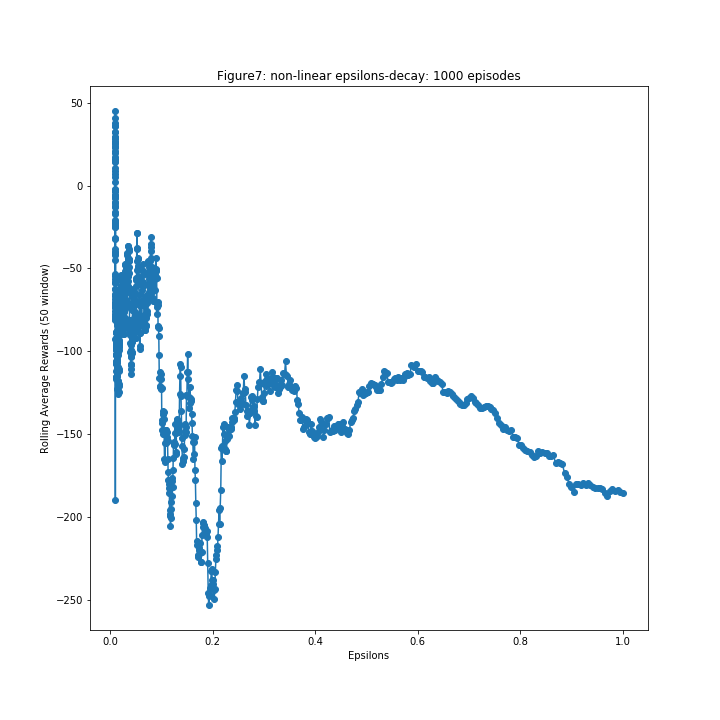 Figure7: non-linear epsilons-decay: 1000 episodes
50
0
−50
−100
−150
−200
−250
Rolling Average Rewards (50 window)
0.0 0.2 0.4 0.6 0.8 1.0
Epsilons